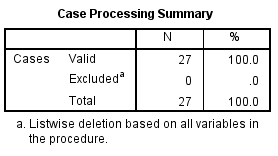 Case Processing Summary
N %
Cases Valid 27 100.0
Excludedᵃ 0 .0
Total 27 100.0
a. Listwise deletion based on all variables in
the procedure.